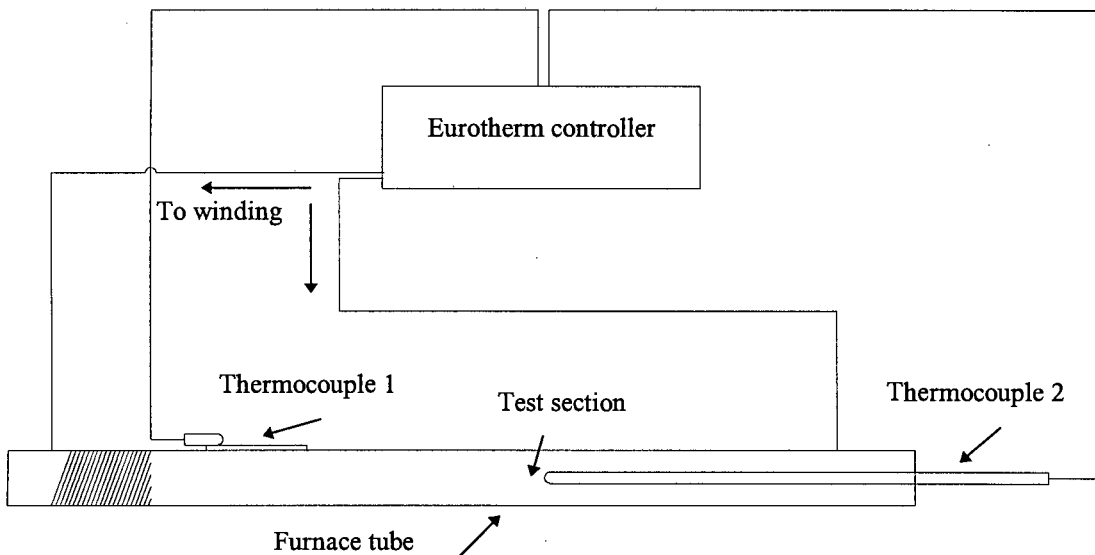 Eurotherm controller
To winding
Thermocouple 1
Test section
Thermocouple 2
Furnace tube